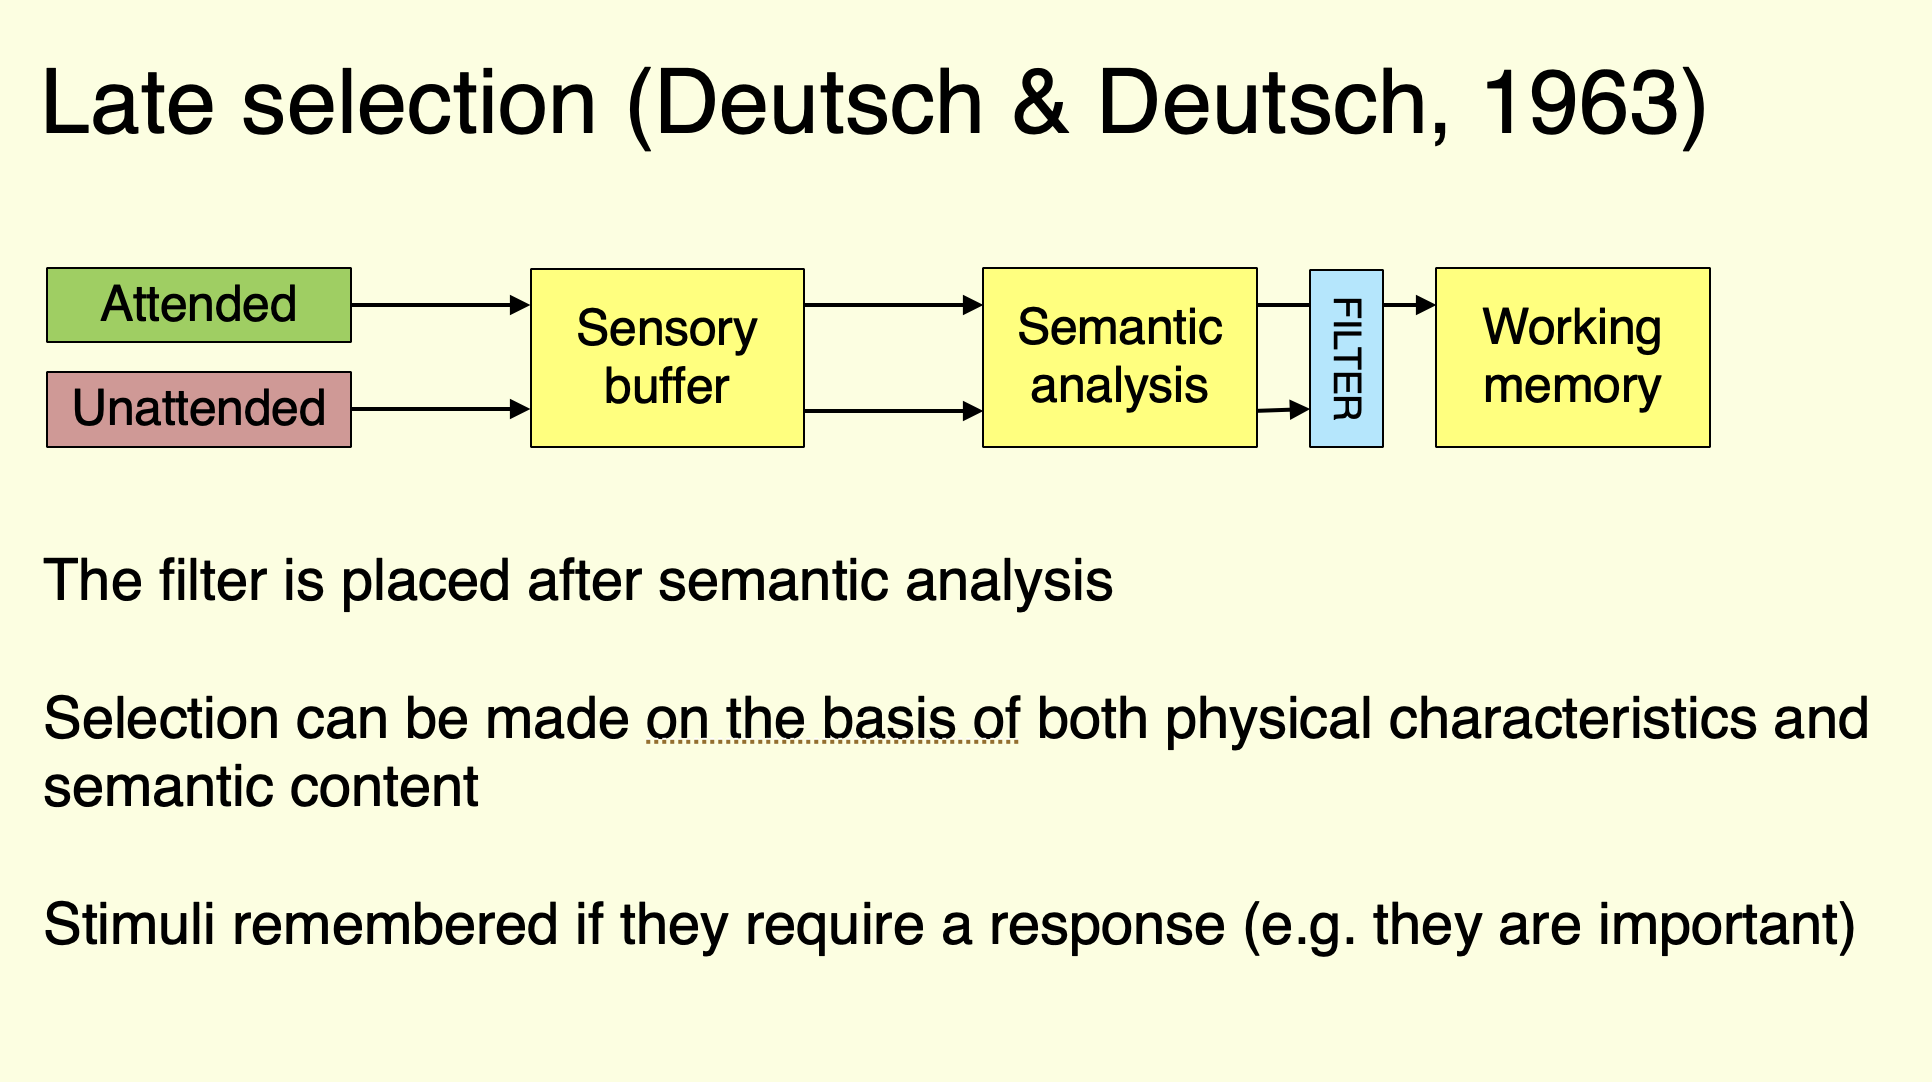 Late selection (Deutsch & Deutsch, 1963)
Attended
Unattended
Sensory
buffer
Semantic
analysis
FILTER
Working
memory
The filter is placed after semantic analysis
Selection can be made on the basis of both physical characteristics and
semantic content
Stimuli remembered if they require a response (e.g. they are important)